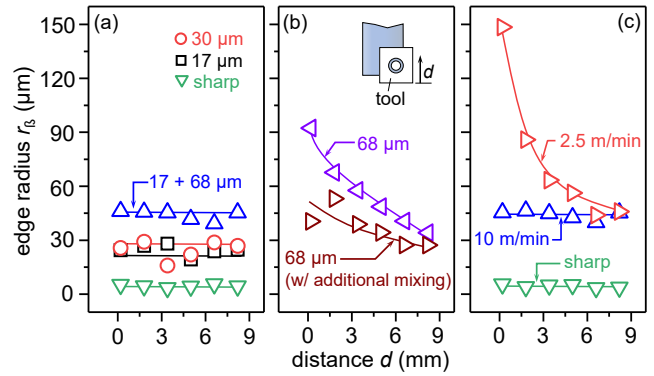 150
120
90
60
30
0
edge radius rß (μm)
(a)
30 μm
17 μm
sharp
17 + 68 μm
0 3 6 9
(b)
d
tool
68 μm
68 μm
(w/ additional mixing)
0 3 6 9
distance d (mm)
(c)
2.5 m/min
10 m/min
sharp
0 3 6 9